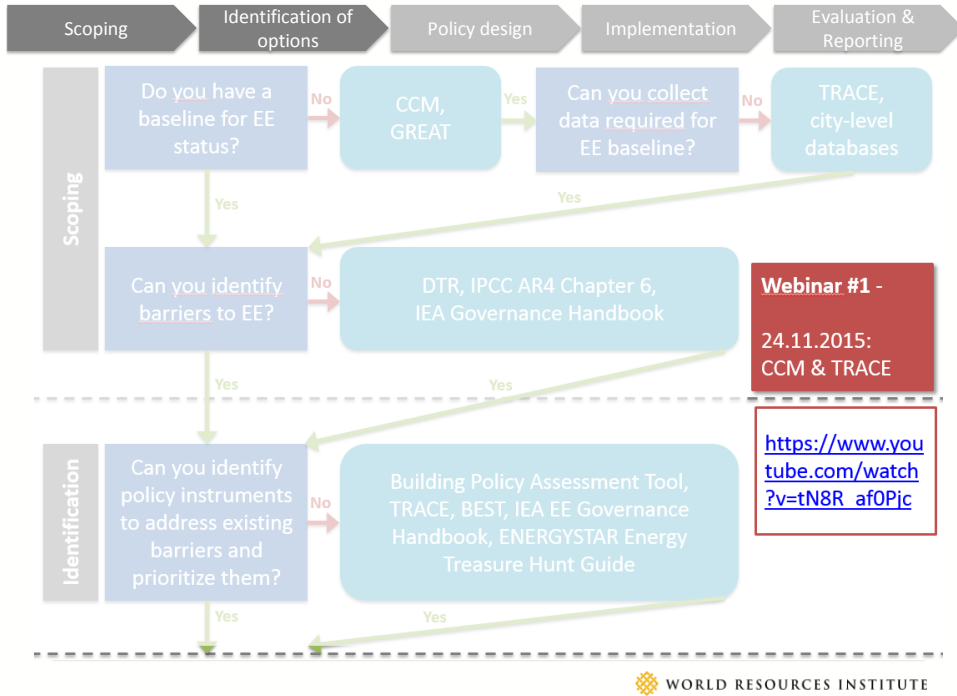 Scoping
Identification of
options
Policy design
Implementation
Evaluation &
Reporting
Scoping
Do you have a
baseline for EE
status?
No
CCM,
GREAT
Yes
Can you collect
data required for
EE baseline?
No
TRACE,
city-level
databases
Yes
Yes
Can you identify
barriers to EE?
No
DTR, IPCC AR4 Chapter 6,
IEA Governance Handbook
Webinar #1 -
24.11.2015:
CCM & TRACE
Yes
Yes
https://www.you
tube.com/watch
?v=tN8R_af0Pjc
Identification
Can you identify
policy instruments
to address existing
barriers and
prioritize them?
No
Building Policy Assessment Tool,
TRACE, BEST, IEA EE Governance
Handbook, ENERGYSTAR Energy
Treasure Hunt Guide
Yes
Yes
WORLD RESOURCES INSTITUTE